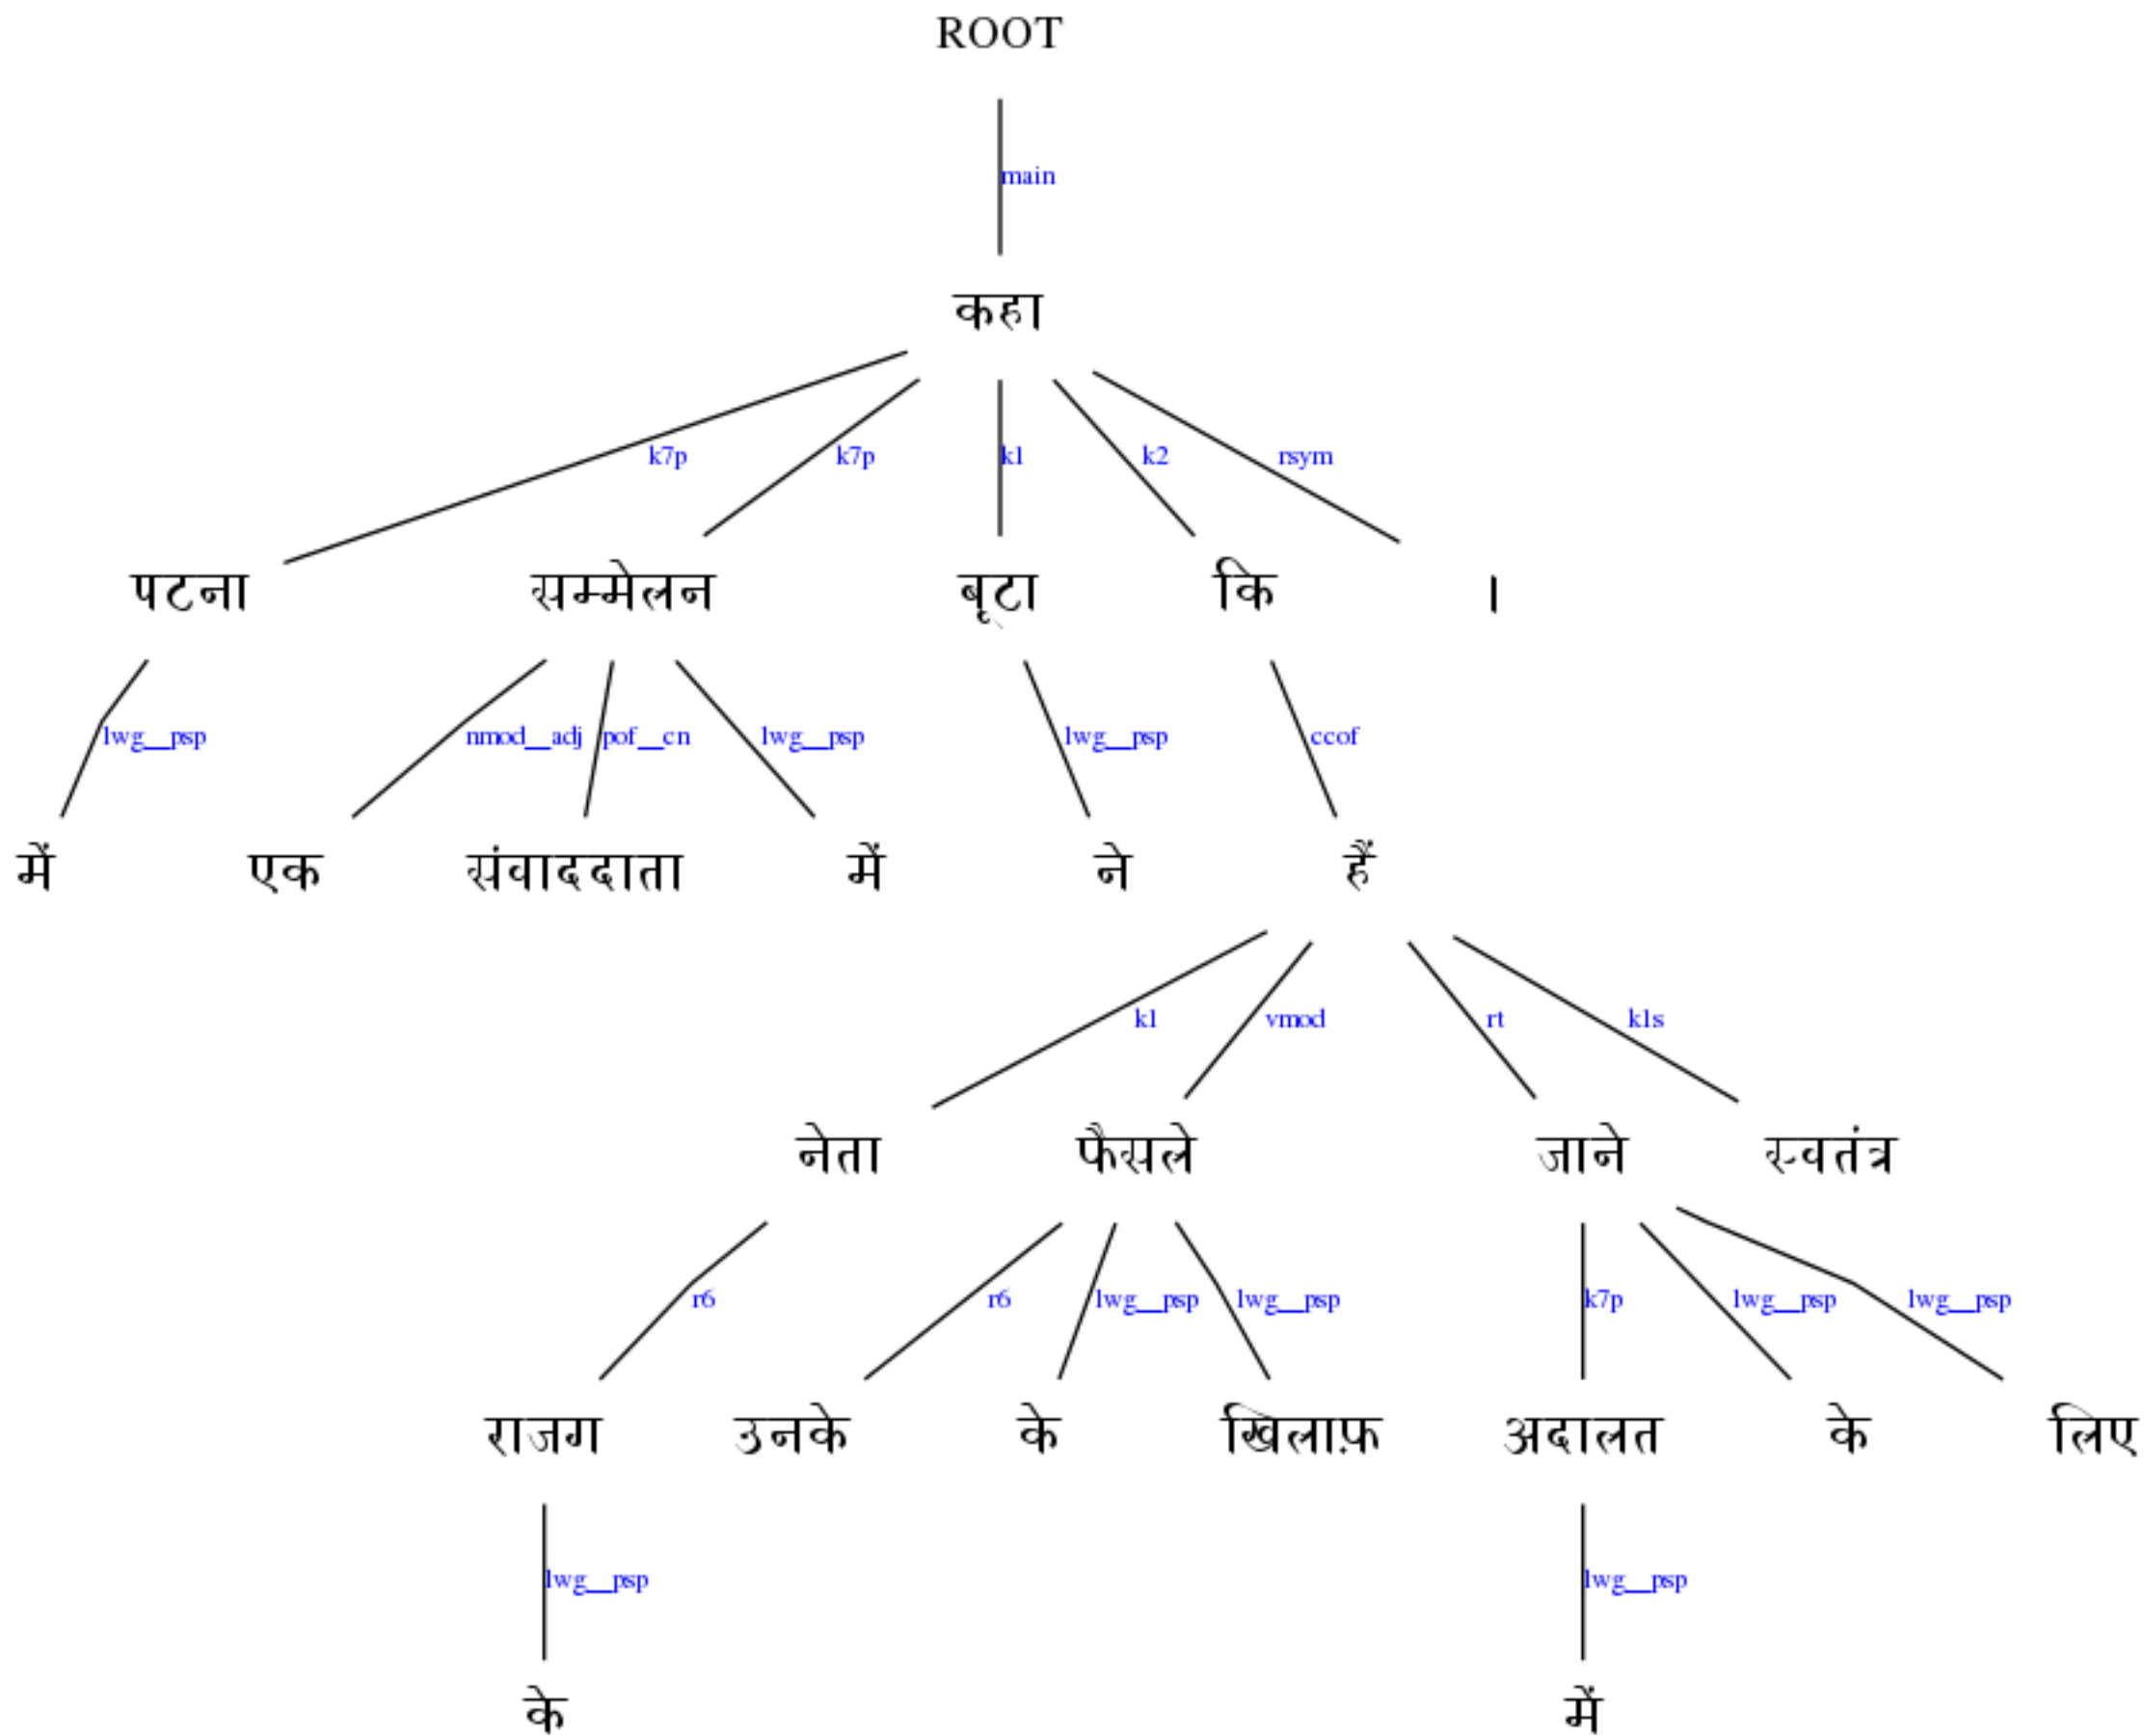 ROOT
main
कहा
k7p k7p k1 k2 rsym
पटना सम्मेलन बूटा कि ।
lwg__psp nmod__adj pof__cn lwg__psp lwg__psp ccof
में एक संवाददाता में ने हैं
k1 vmod rt k1s
नेता फैसले जाने स्वतंत्र
r6 r6 lwg__psp lwg__psp k7p lwg__psp lwg__psp
राजग उनके के खिलाफ़ अदालत के लिए
lwg__psp lwg__psp
के में